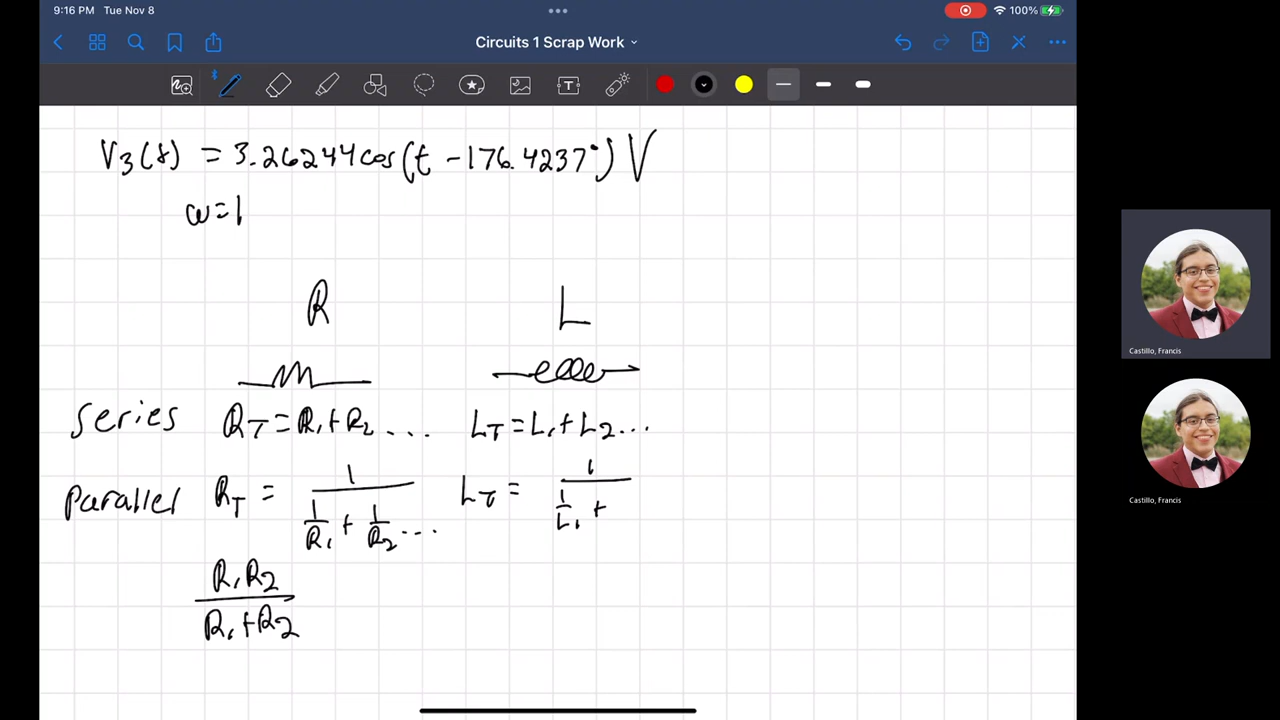 9:16 PM Tue Nov 8
100%
Circuits 1 Scrap Work
V3(t) = 3.26244cos(t - 176.4237°) V
ω=1
R L
Series RT = R1 + R2 ... LT = L1 + L2 ...
Parallel RT = 1 / (1/R1 + 1/R2 ...) LT = 1 / (1/L1 +
R1R2 / (R1+R2)
Castillo, Francis
Castillo, Francis